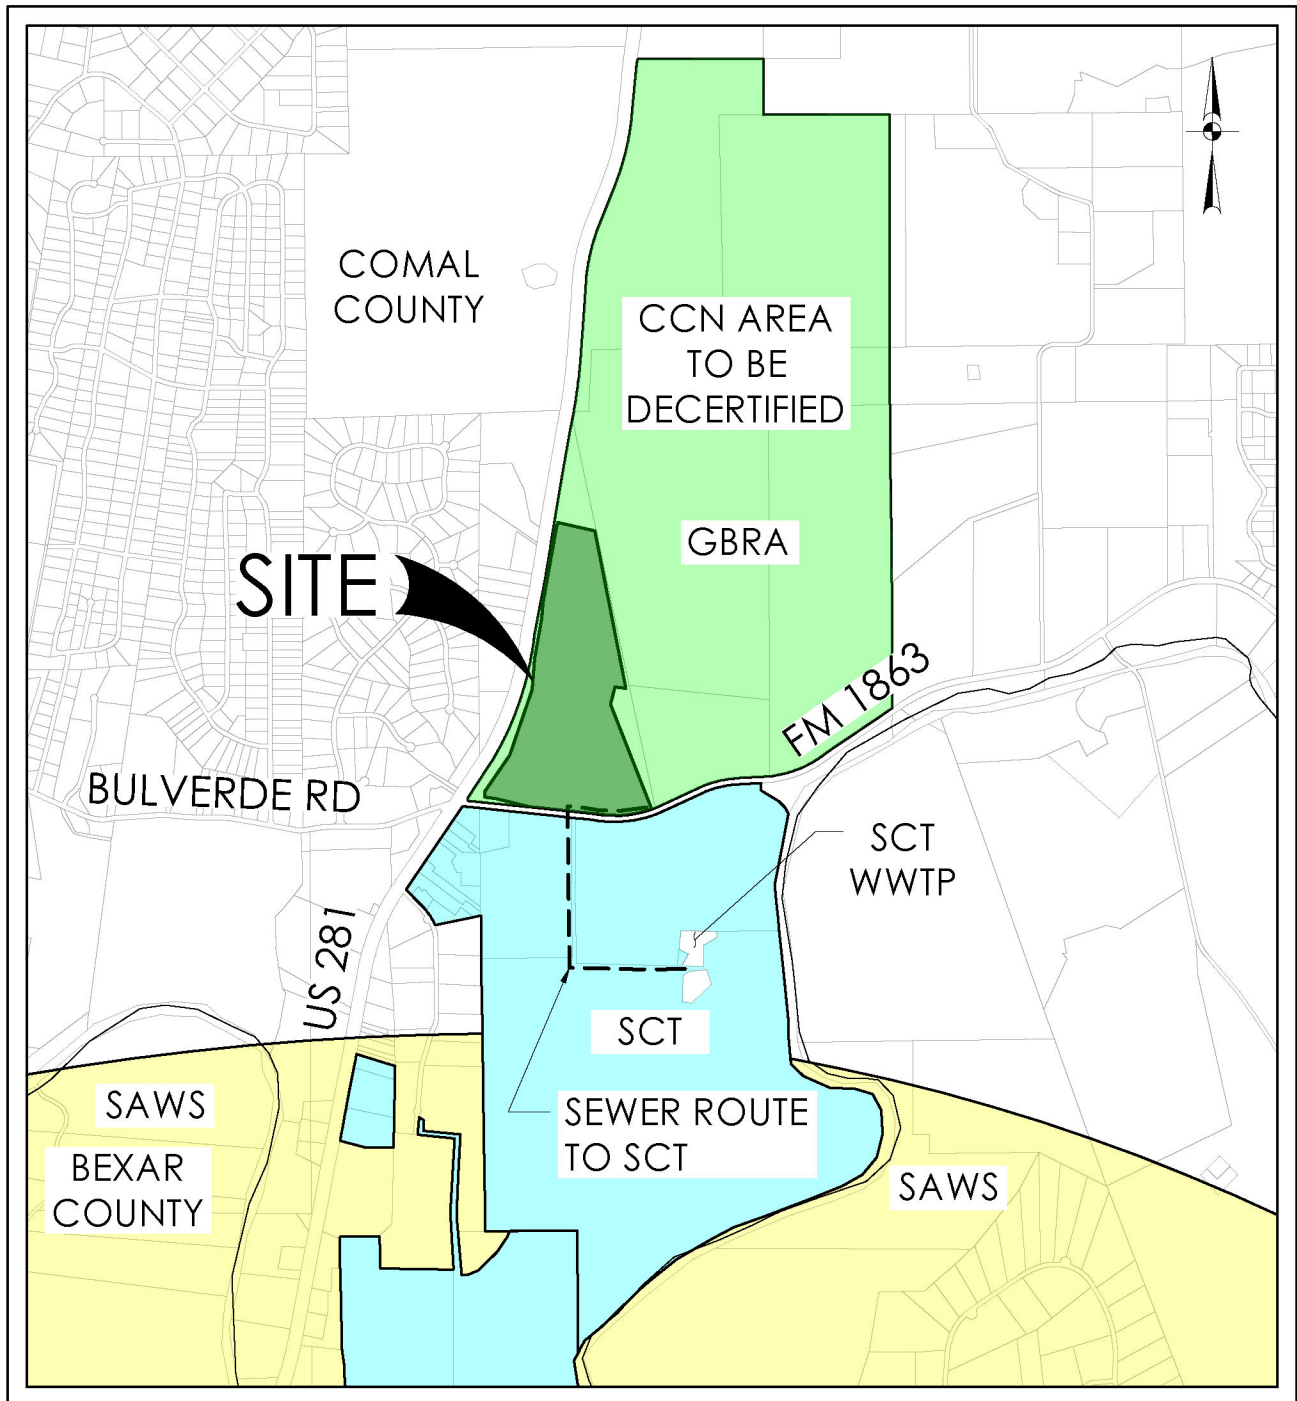 COMAL
COUNTY
CCN AREA
TO BE
DECERTIFIED
GBRA
SITE
FM 1863
BULVERDE RD
SCT
WWTP
US 281
SCT
SAWS
BEXAR
COUNTY
SEWER ROUTE
TO SCT
SAWS